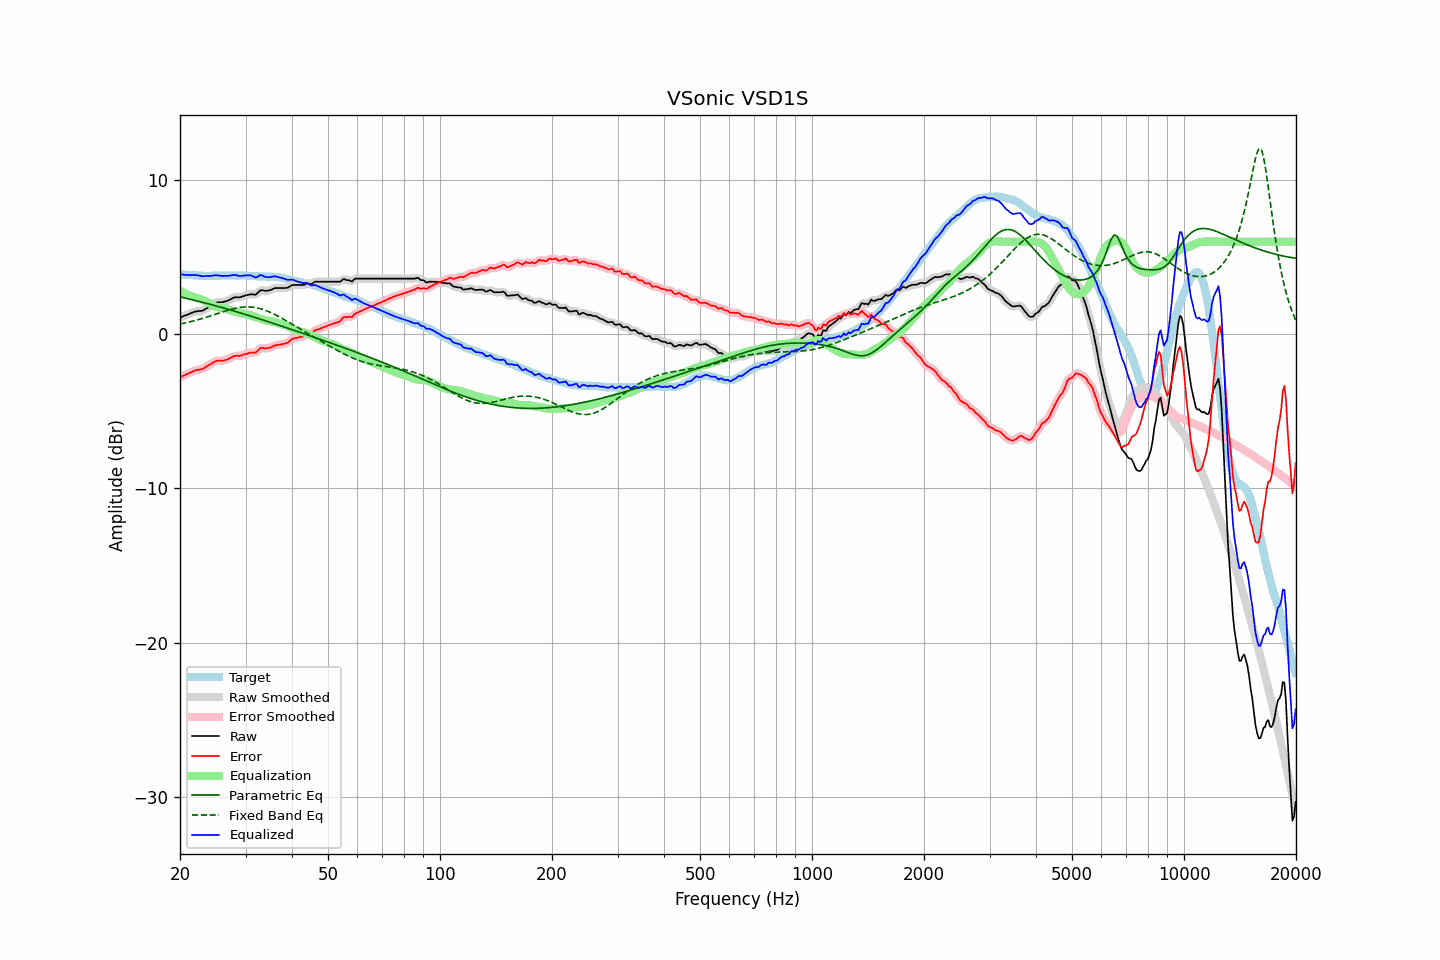 VSonic VSD1S
Amplitude (dBr)
10
0
−10
−20
−30
Target
Raw Smoothed
Error Smoothed
Raw
Error
Equalization
Parametric Eq
Fixed Band Eq
Equalized
20 50 100 200 500 1000 2000 5000 10000 20000
Frequency (Hz)